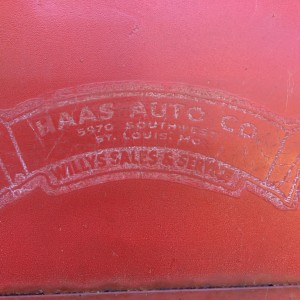 HAAS AUTO CO.
5970 SOUTHWEST
ST. LOUIS, MO
WILLYS SALES & SERVICE